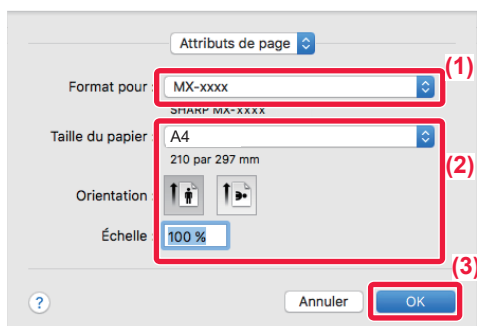 Attributs de page
(1)
Format pour : MX-xxxx
SHARP MX-xxxx
Taille du papier : A4
210 par 297 mm
(2)
Orientation :
Échelle : 100 %
(3)
? Annuler OK